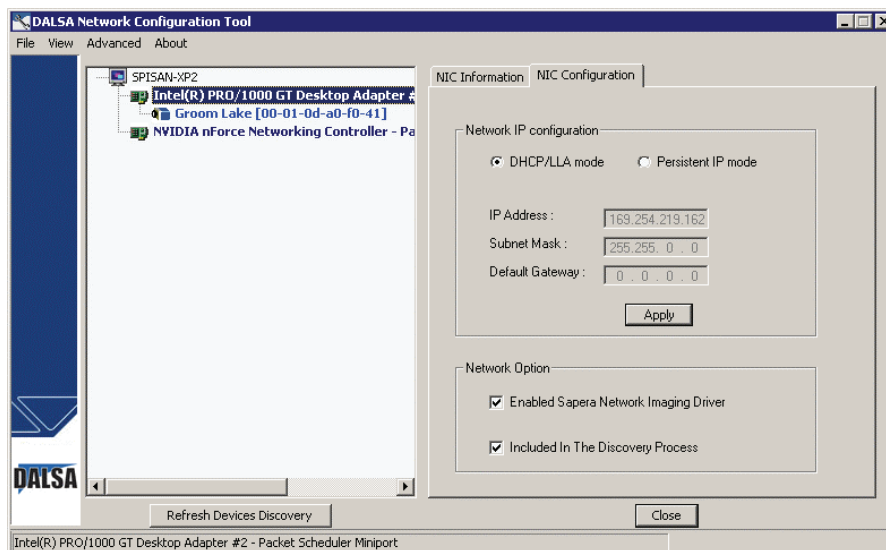 DALSA Network Configuration Tool
File View Advanced About
SPISAN-XP2
Intel(R) PRO/1000 GT Desktop Adapter #
Groom Lake [00-01-0d-a0-f0-41]
NVIDIA nForce Networking Controller - Pa
NIC Information NIC Configuration
Network IP configuration
DHCP/LLA mode Persistent IP mode
IP Address : 169.254.219.162
Subnet Mask : 255.255. 0 . 0
Default Gateway : 0 . 0 . 0 . 0
Apply
Network Option
Enabled Sapera Network Imaging Driver
Included In The Discovery Process
DALSA
Refresh Devices Discovery
Close
Intel(R) PRO/1000 GT Desktop Adapter #2 - Packet Scheduler Miniport